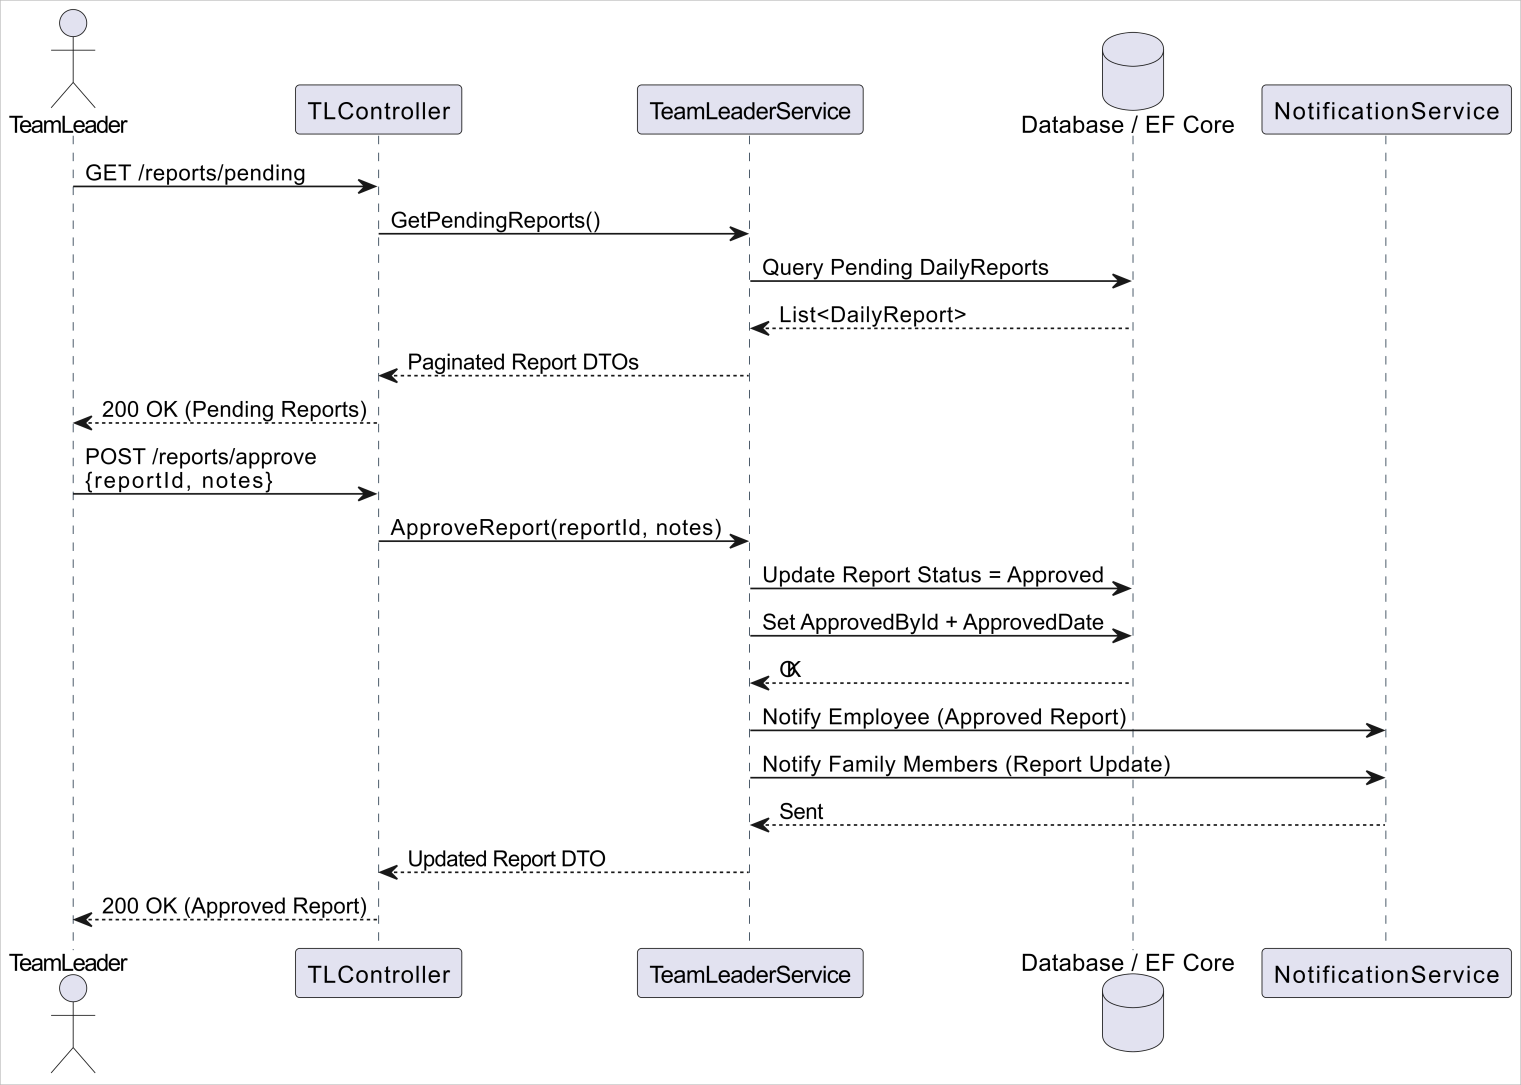 TeamLeader
TLController
TeamLeaderService
Database / EF Core
NotificationService
GET /reports/pending
GetPendingReports()
Query Pending DailyReports
List<DailyReport>
Paginated Report DTOs
200 OK (Pending Reports)
POST /reports/approve
{reportId, notes}
ApproveReport(reportId, notes)
Update Report Status = Approved
Set ApprovedById + ApprovedDate
OK
Notify Employee (Approved Report)
Notify Family Members (Report Update)
Sent
Updated Report DTO
200 OK (Approved Report)
TeamLeader
TLController
TeamLeaderService
Database / EF Core
NotificationService